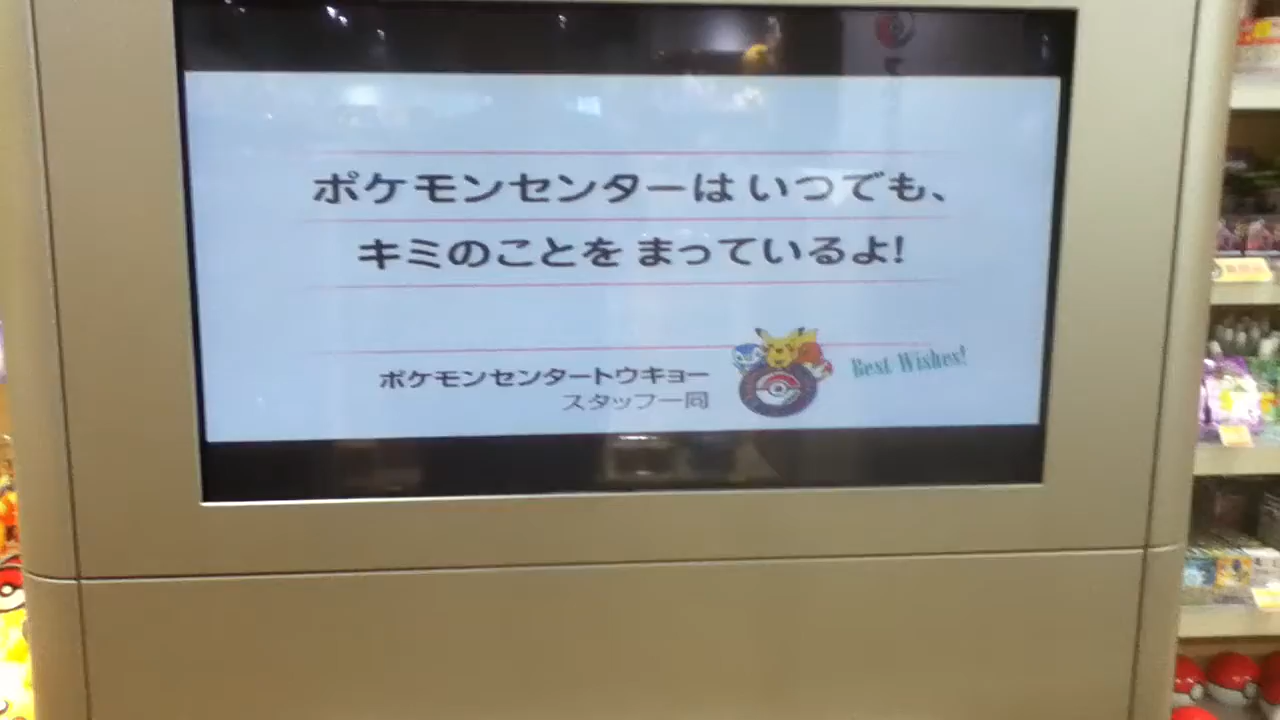 ポケモンセンターは いつでも、
キミのことを まっているよ!
ポケモンセンタートウキョー
スタッフ一同
Best Wishes!